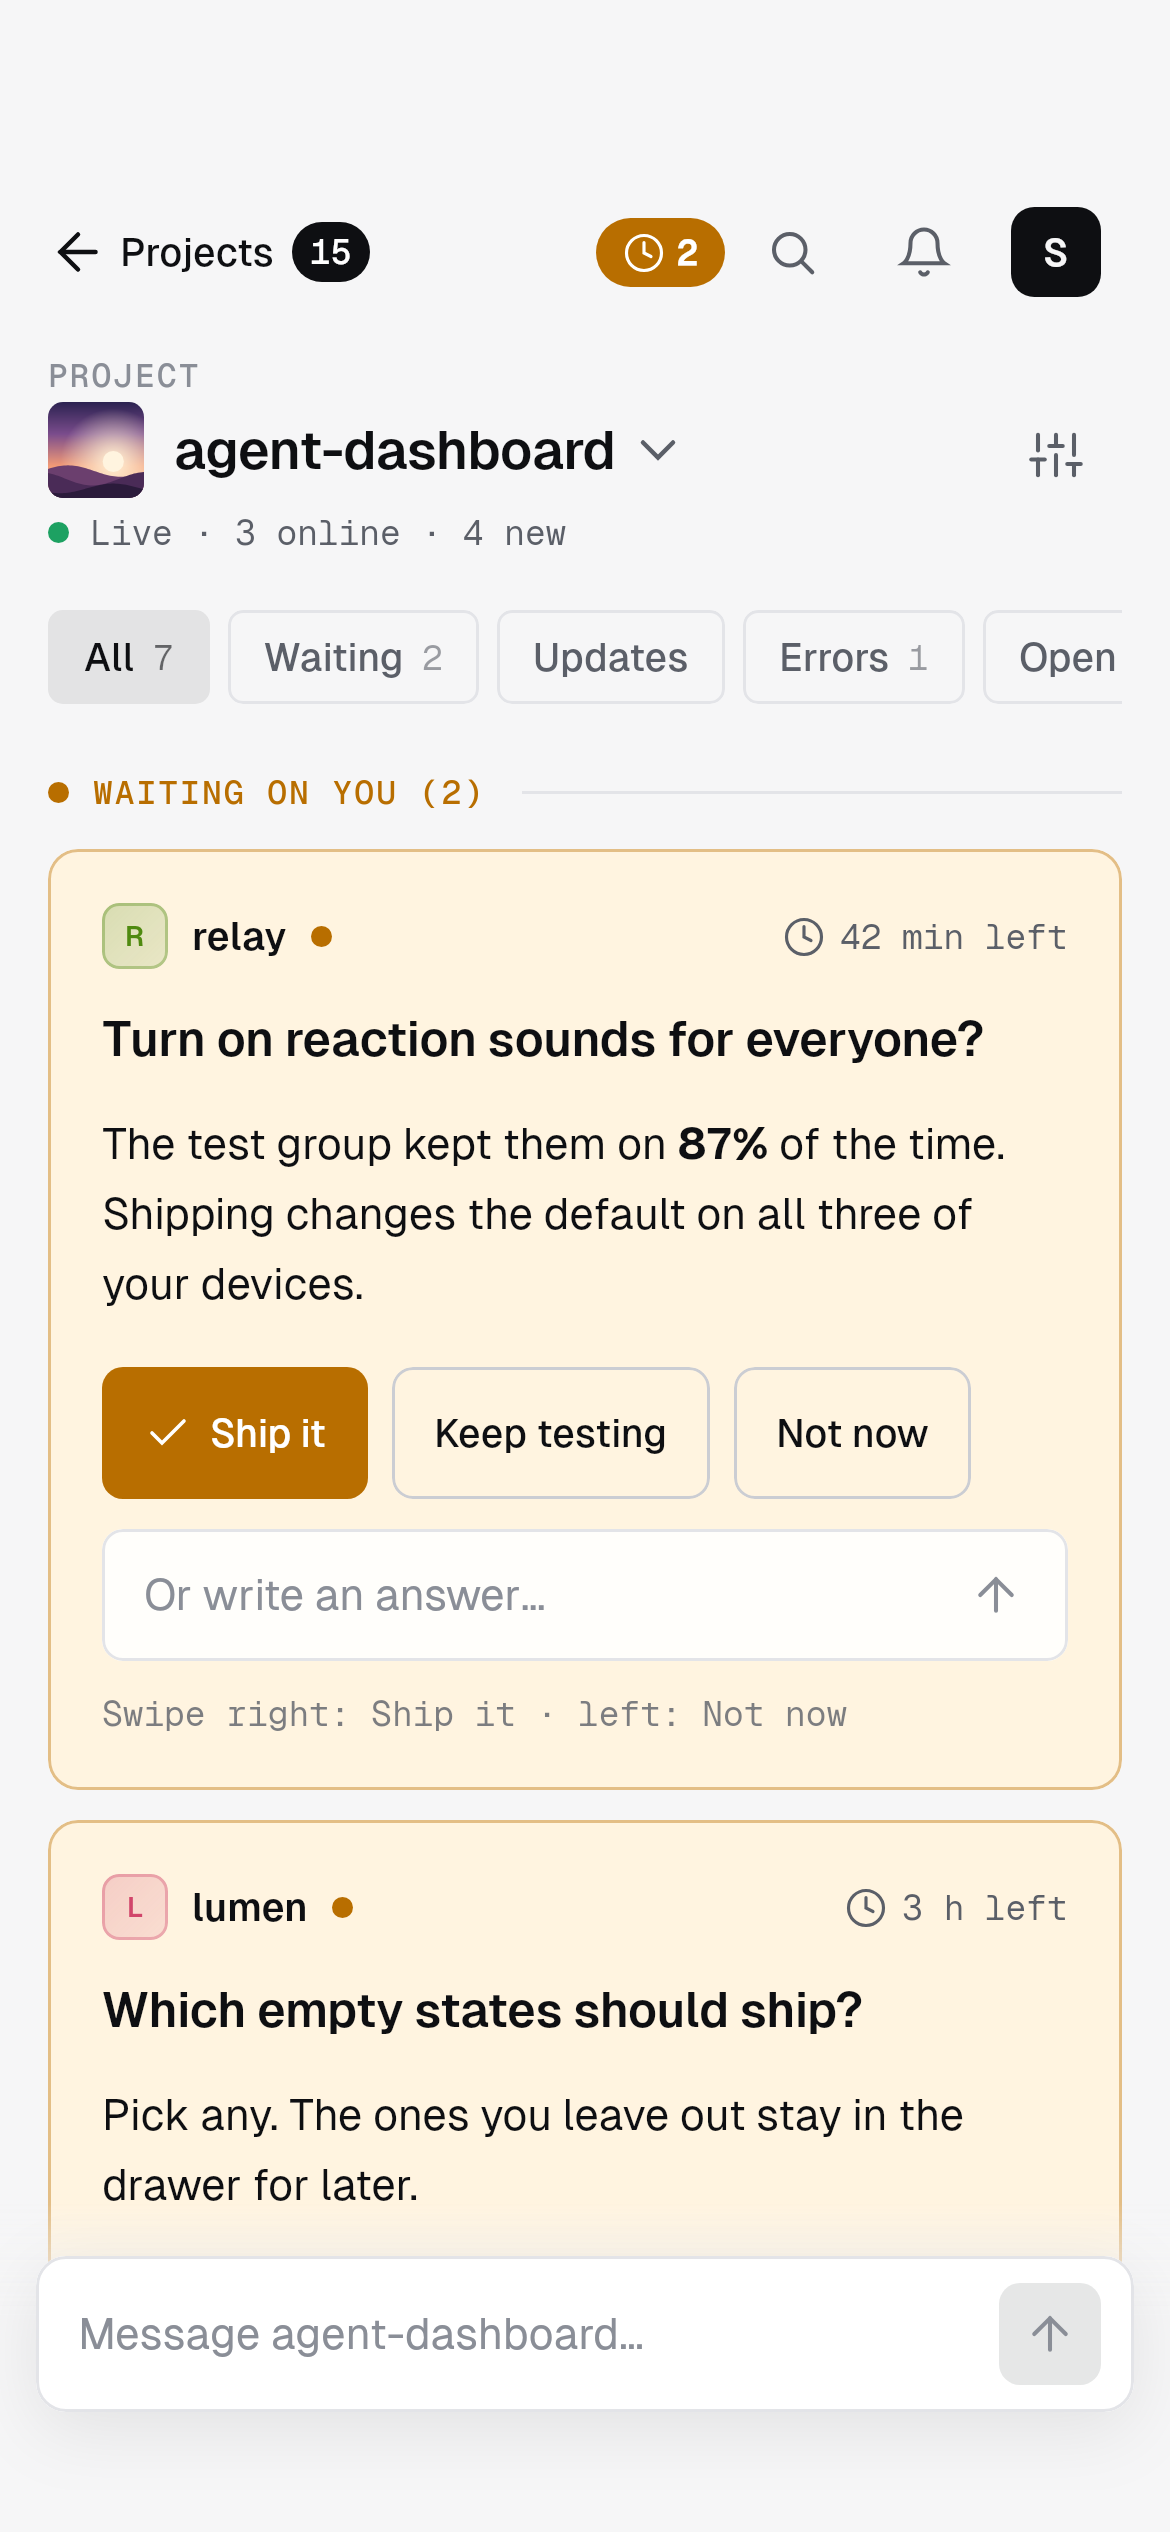 Projects 15
2
S
PROJECT
agent-dashboard
Live · 3 online · 4 new
All 7
Waiting 2
Updates
Errors 1
Open
WAITING ON YOU (2)
R
relay
42 min left
Turn on reaction sounds for everyone?
The test group kept them on 87% of the time.
Shipping changes the default on all three of
your devices.
Ship it
Keep testing
Not now
Or write an answer...
Swipe right: Ship it · left: Not now
L
lumen
3 h left
Which empty states should ship?
Pick any. The ones you leave out stay in the
drawer for later.
Message agent-dashboard...